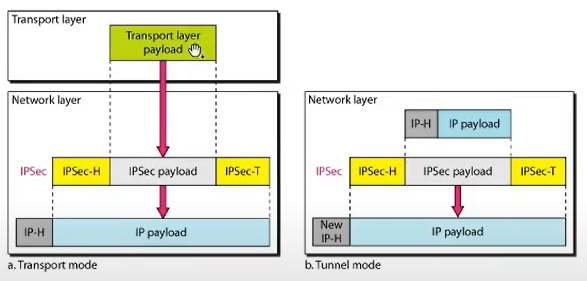 Transport layer
Transport layer
payload
Network layer
IPSec
IPSec-H
IPSec payload
IPSec-T
IP-H
IP payload
a. Transport mode
Network layer
IP-H
IP payload
IPSec
IPSec-H
IPSec payload
IPSec-T
New
IP-H
IP payload
b. Tunnel mode